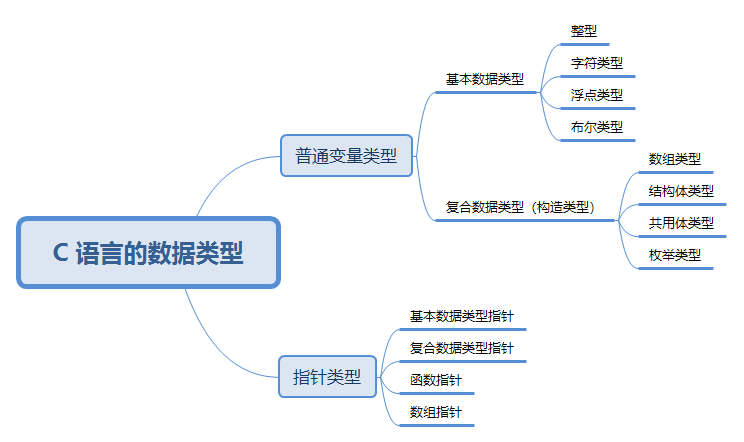 C 语言的数据类型
普通变量类型
基本数据类型
整型
字符类型
浮点类型
布尔类型
复合数据类型（构造类型）
数组类型
结构体类型
共用体类型
枚举类型
指针类型
基本数据类型指针
复合数据类型指针
函数指针
数组指针